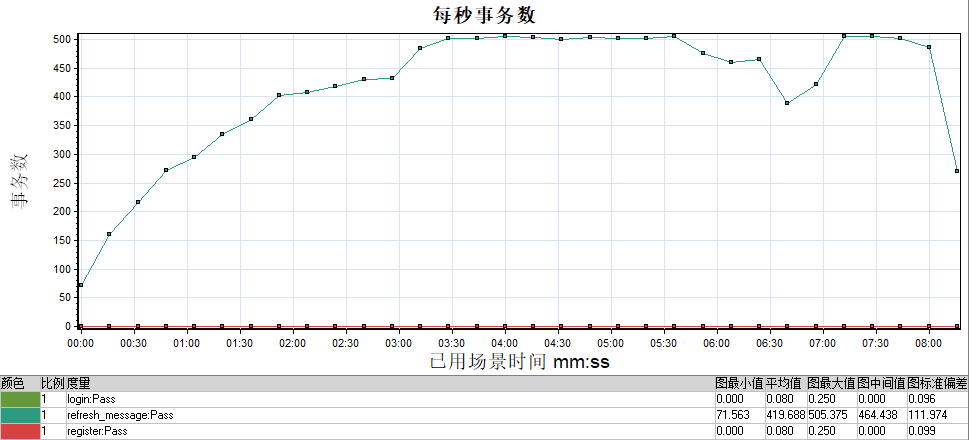 每秒事务数
500
450
400
350
300
250
200
150
100
50
0
事务数
00:00 00:30 01:00 01:30 02:00 02:30 03:00 03:30 04:00 04:30 05:00 05:30 06:00 06:30 07:00 07:30 08:00
已用场景时间 mm:ss
颜色 比例 度量 图最小值 平均值 图最大值 图中间值 图标准偏差
1 login:Pass 0.000 0.080 0.250 0.000 0.096
1 refresh_message:Pass 71.563 419.688 505.375 464.438 111.974
1 register:Pass 0.000 0.080 0.250 0.000 0.099